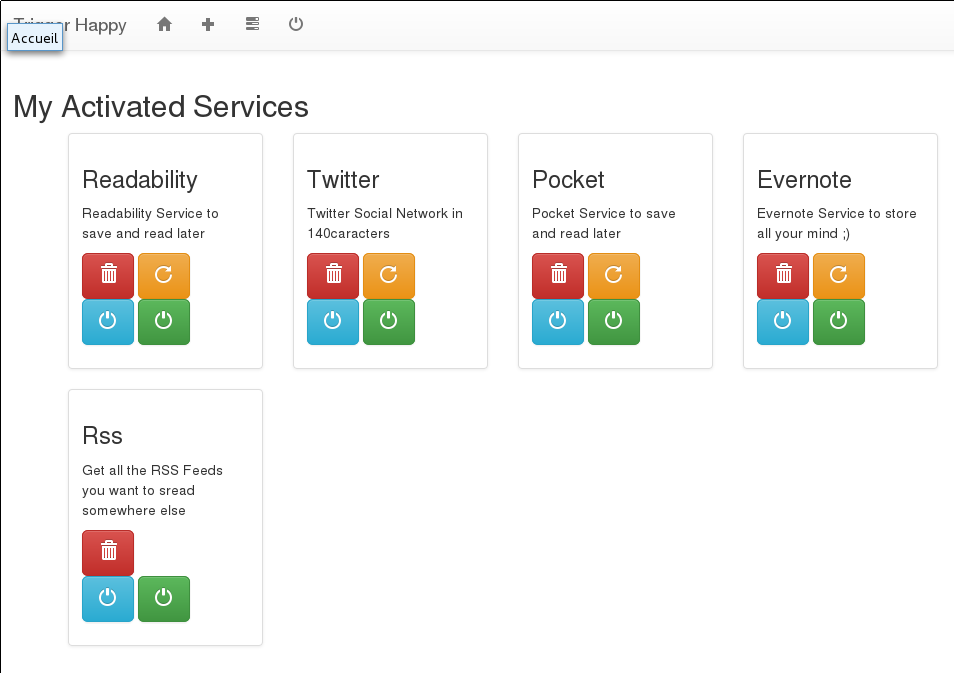 Trigger Happy
Accueil
My Activated Services
Readability
Readability Service to
save and read later
Twitter
Twitter Social Network in
140caracters
Pocket
Pocket Service to save
and read later
Evernote
Evernote Service to store
all your mind ;)
Rss
Get all the RSS Feeds
you want to sread
somewhere else